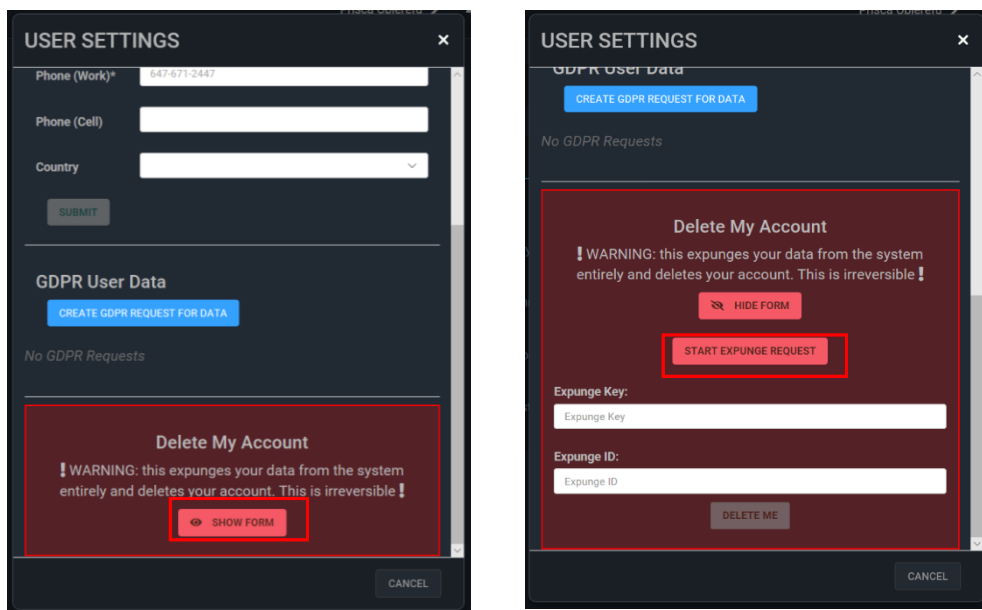 Prisca Obierefu
USER SETTINGS ×
Phone (Work)* 647-671-2447
Phone (Cell)
Country
SUBMIT
GDPR User Data
CREATE GDPR REQUEST FOR DATA
No GDPR Requests
Delete My Account
❗WARNING: this expunges your data from the system
entirely and deletes your account. This is irreversible❗
SHOW FORM
CANCEL
Prisca Obierefu
USER SETTINGS ×
GDPR User Data
CREATE GDPR REQUEST FOR DATA
No GDPR Requests
Delete My Account
❗WARNING: this expunges your data from the system
entirely and deletes your account. This is irreversible❗
HIDE FORM
START EXPUNGE REQUEST
Expunge Key:
Expunge Key
Expunge ID:
Expunge ID
DELETE ME
CANCEL